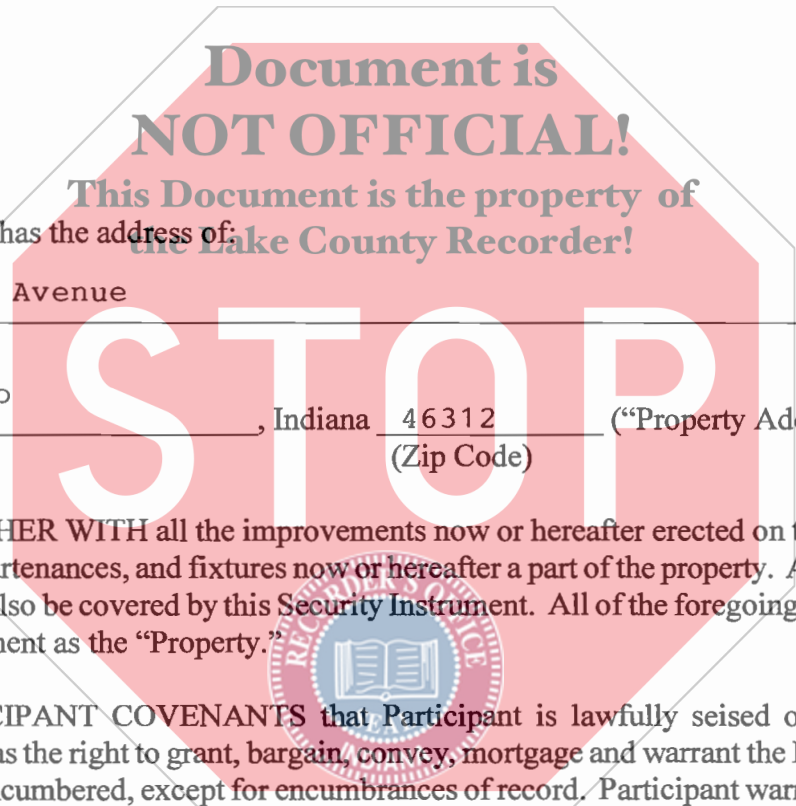 Document is
NOT OFFICIAL!
This Document is the property of
the Lake County Recorder!
has the address of:
Avenue
, Indiana 46312 ("Property Ad
(Zip Code)
STOP
HER WITH all the improvements now or hereafter erected on
rtenances, and fixtures now or hereafter a part of the property. A
lso be covered by this Security Instrument. All of the foregoing
ment as the "Property."
RECORDER'S OFFICE
SEAL
INDIANA
CIPANT COVENANTS that Participant is lawfully seised o
as the right to grant, bargain, convey, mortgage and warrant the
cumbered, except for encumbrances of record. Participant warr